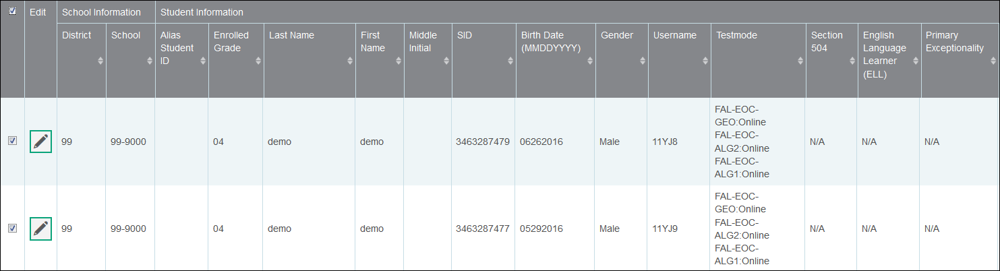 Edit School Information Student Information
District School Alias Student ID Enrolled Grade Last Name First Name Middle Initial SID Birth Date (MMDDYYYY) Gender Username Testmode Section 504 English Language Learner (ELL) Primary Exceptionality
99 99-9000 04 demo demo 3463287479 06262016 Male 11YJ8 FAL-EOC-GEO:Online FAL-EOC-ALG2:Online FAL-EOC-ALG1:Online N/A N/A N/A
99 99-9000 04 demo demo 3463287477 05292016 Male 11YJ9 FAL-EOC-GEO:Online FAL-EOC-ALG2:Online FAL-EOC-ALG1:Online N/A N/A N/A